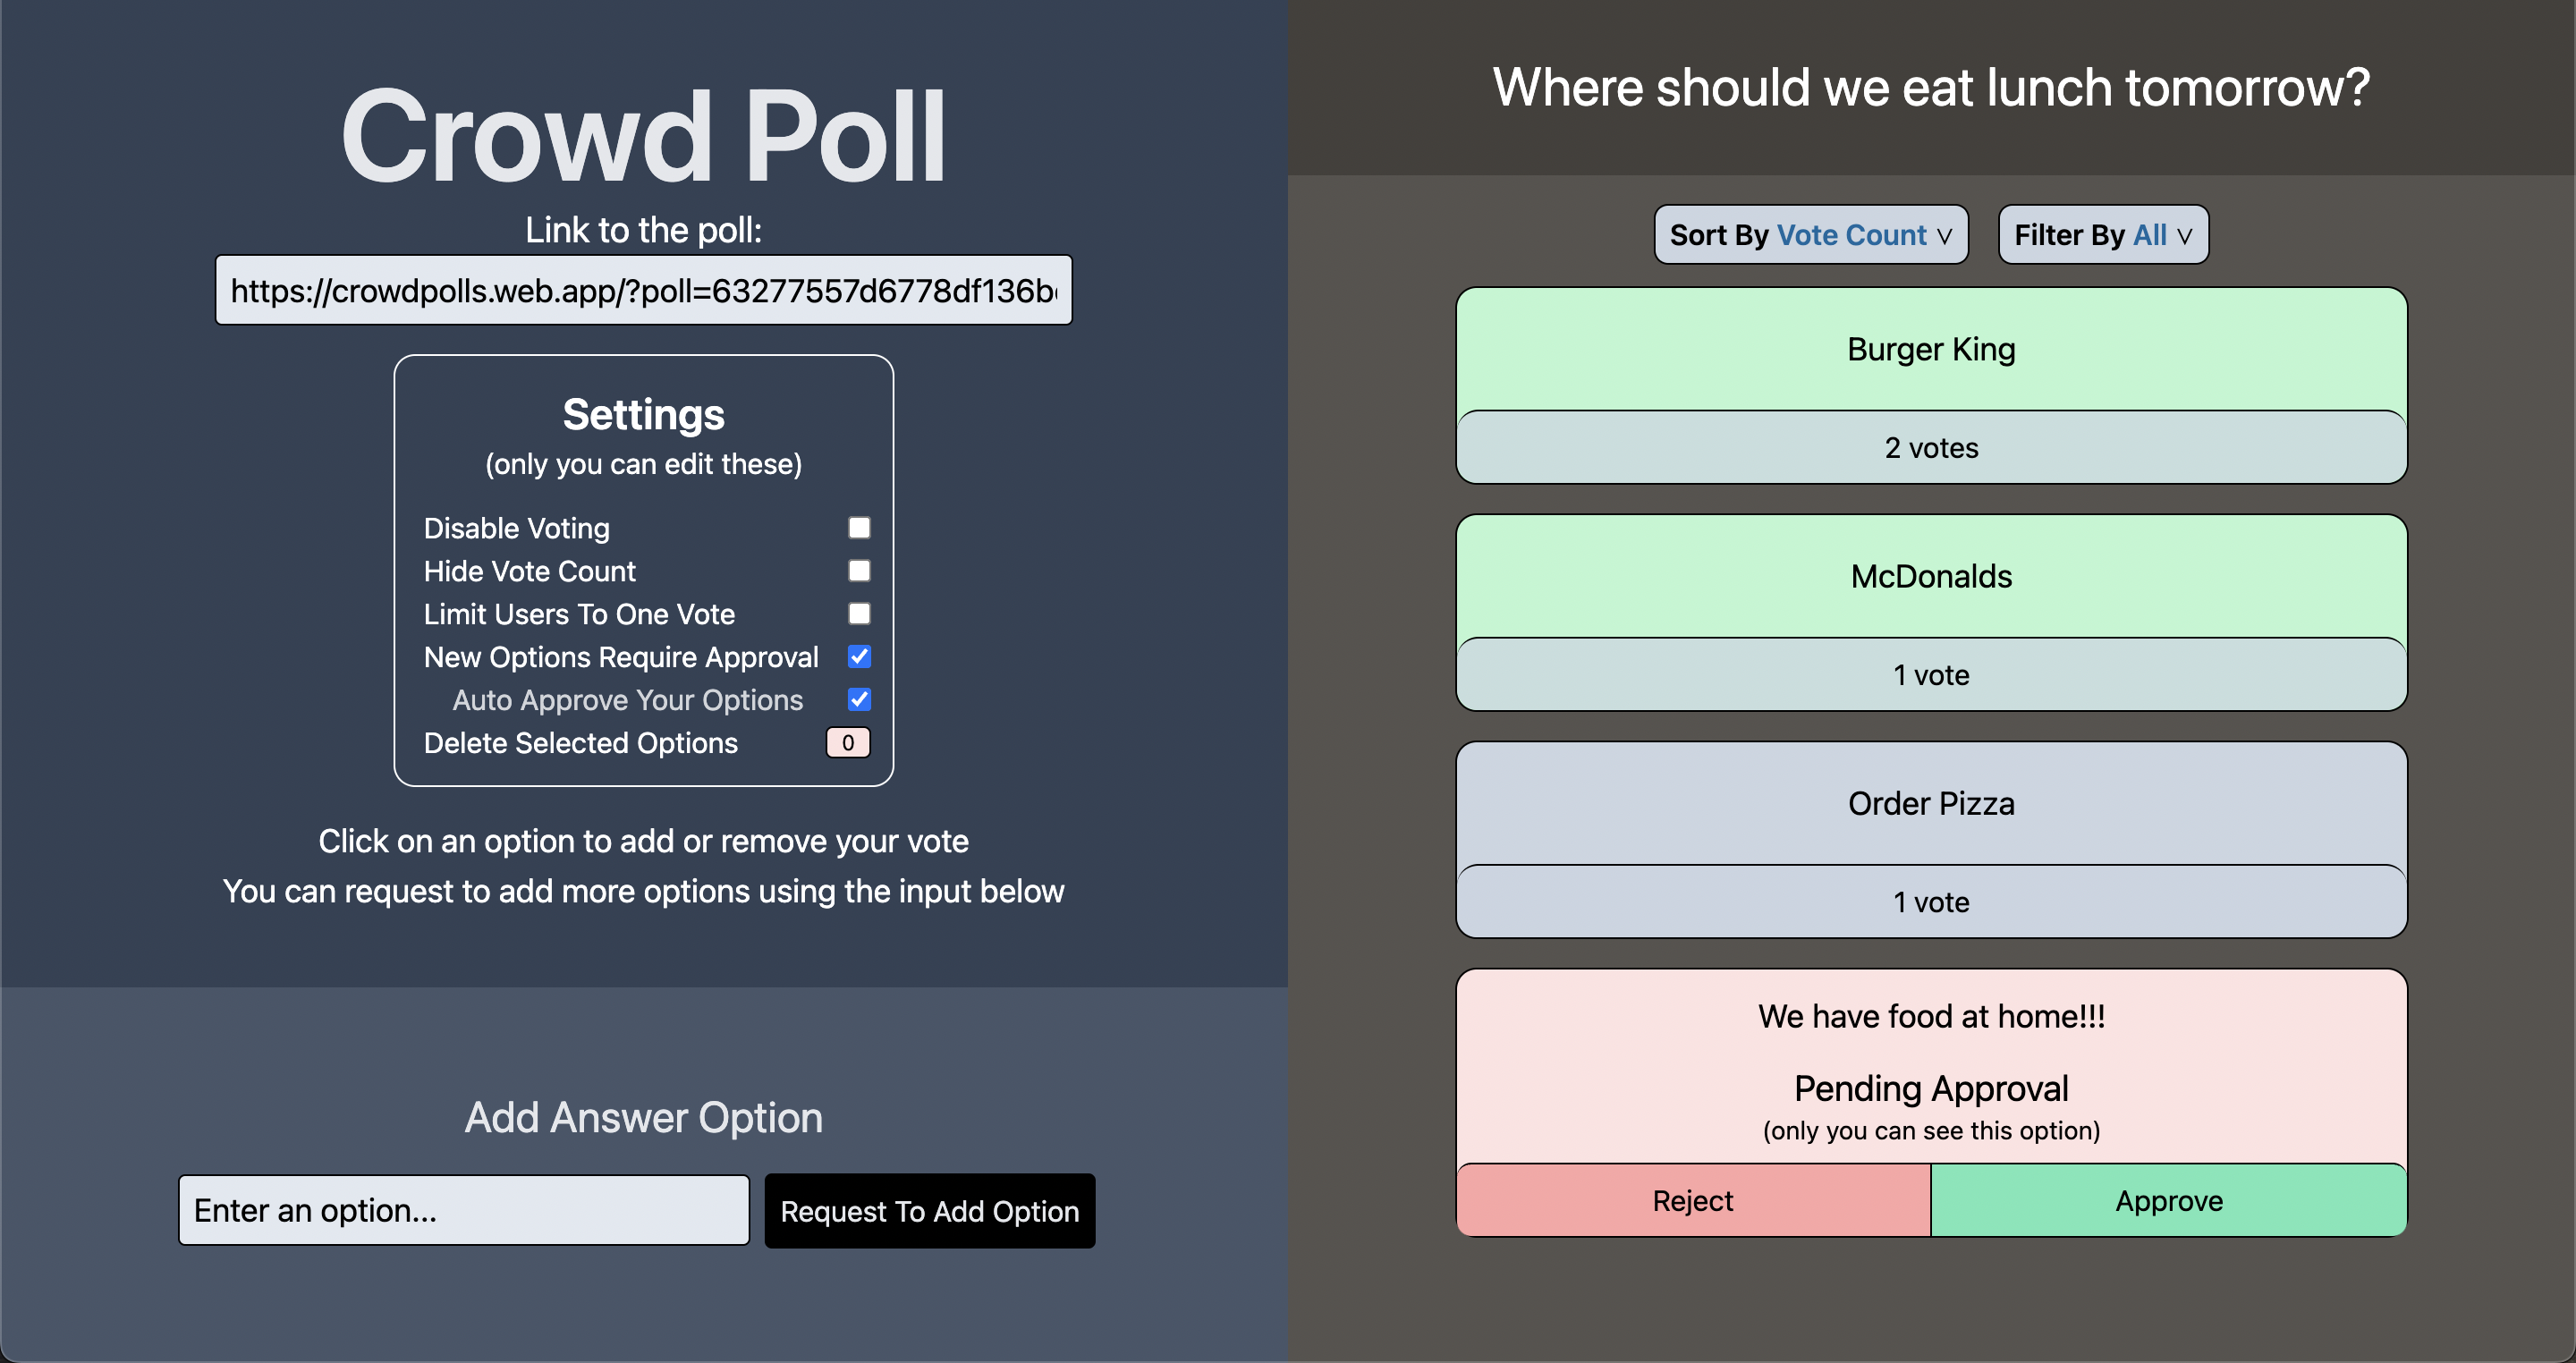 Crowd Poll
Link to the poll:
https://crowdpolls.web.app/?poll=63277557d6778df136b
Settings
(only you can edit these)
Disable Voting
Hide Vote Count
Limit Users To One Vote
New Options Require Approval
Auto Approve Your Options
Delete Selected Options 0
Click on an option to add or remove your vote
You can request to add more options using the input below
Add Answer Option
Enter an option...
Request To Add Option
Where should we eat lunch tomorrow?
Sort By Vote Count ∨
Filter By All ∨
Burger King
2 votes
McDonalds
1 vote
Order Pizza
1 vote
We have food at home!!!
Pending Approval
(only you can see this option)
Reject
Approve